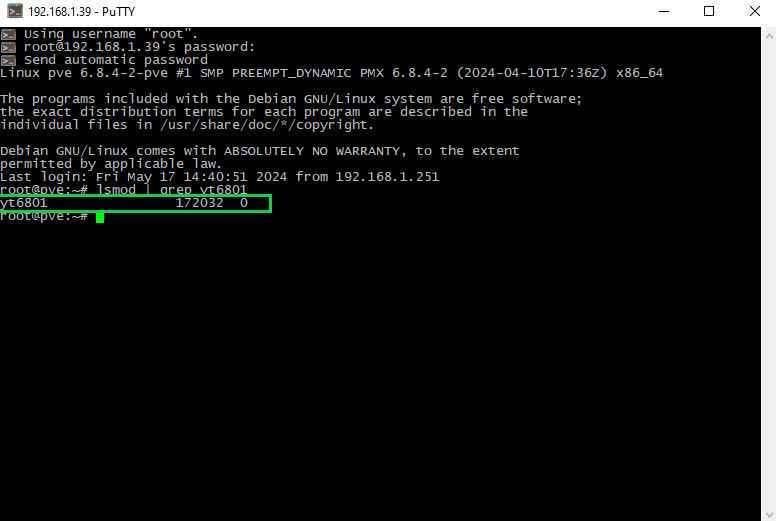 192.168.1.39 - PuTTY
Using username "root".
root@192.168.1.39's password:
Send automatic password
Linux pve 6.8.4-2-pve #1 SMP PREEMPT_DYNAMIC PMX 6.8.4-2 (2024-04-10T17:36Z) x86_64
The programs included with the Debian GNU/Linux system are free software;
the exact distribution terms for each program are described in the
individual files in /usr/share/doc/*/copyright.
Debian GNU/Linux comes with ABSOLUTELY NO WARRANTY, to the extent
permitted by applicable law.
Last login: Fri May 17 14:40:51 2024 from 192.168.1.251
root@pve:~# lsmod | grep yt6801
yt6801 172032 0
root@pve:~#